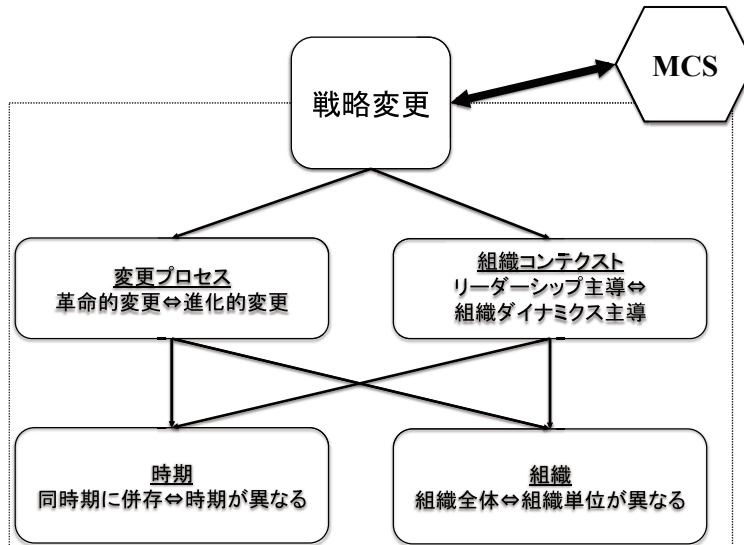 MCS
戦略変更
変更プロセス
革命的変更⇔進化的変更
組織コンテクスト
リーダーシップ主導⇔
組織ダイナミクス主導
時期
同時期に併存⇔時期が異なる
組織
組織全体⇔組織単位が異なる